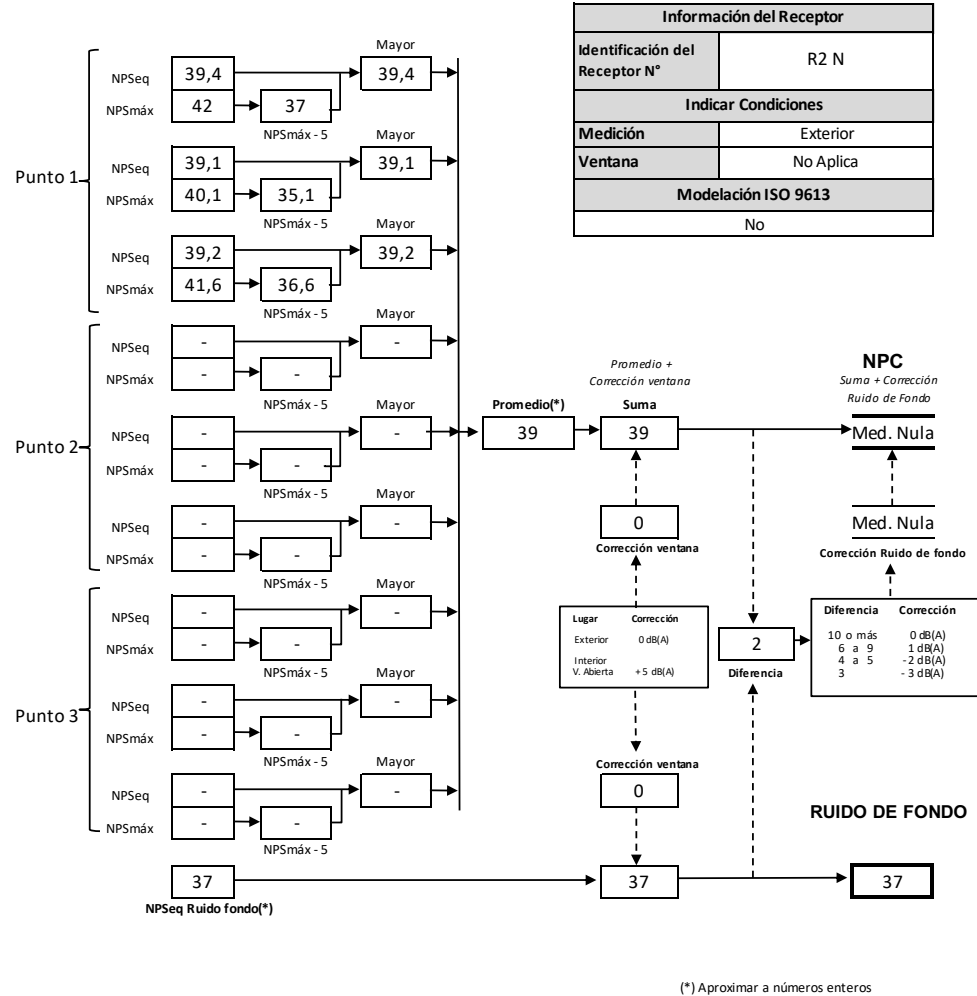 Información del Receptor
Identificación del
Receptor N°
R2 N
Indicar Condiciones
Medición
Exterior
Ventana
No Aplica
Modelación ISO 9613
No
Punto 1
Mayor
NPSeq
39,4
39,4
NPSmáx
42
37
NPSmáx - 5
Mayor
NPSeq
39,1
39,1
NPSmáx
40,1
35,1
NPSmáx - 5
Mayor
NPSeq
39,2
39,2
NPSmáx
41,6
36,6
NPSmáx - 5
Punto 2
Mayor
NPSeq
-
-
NPSmáx
-
-
NPSmáx - 5
Mayor
NPSeq
-
-
NPSmáx
-
-
NPSmáx - 5
Mayor
NPSeq
-
-
NPSmáx
-
-
NPSmáx - 5
Punto 3
Mayor
NPSeq
-
-
NPSmáx
-
-
NPSmáx - 5
Mayor
NPSeq
-
-
NPSmáx
-
-
NPSmáx - 5
Mayor
NPSeq
-
-
NPSmáx
-
-
NPSmáx - 5
Promedio(*)
39
Promedio +
Corrección ventana
Suma
39
NPC
Suma + Corrección
Ruido de Fondo
Med. Nula
0
Corrección ventana
Med. Nula
Corrección Ruido de fondo
Lugar Corrección
Exterior 0 dB(A)
Interior
V. Abierta + 5 dB(A)
2
Diferencia
Diferencia Corrección
10 o más 0 dB(A)
6 a 9 1 dB(A)
4 a 5 -2 dB(A)
3 - 3 dB(A)
Corrección ventana
0
RUIDO DE FONDO
37
NPSeq Ruido fondo(*)
37
37
(*) Aproximar a números enteros